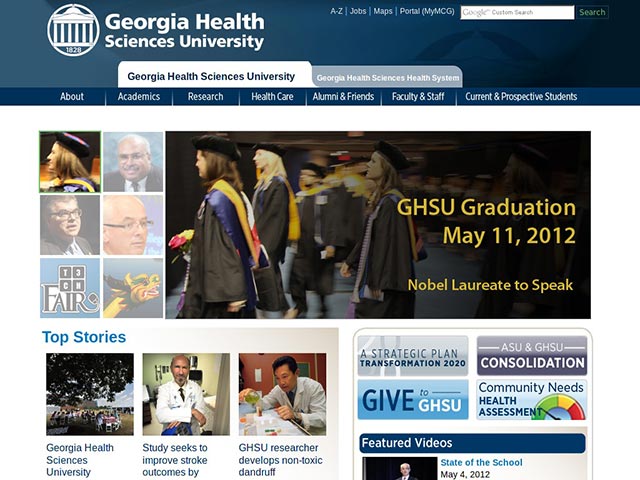 Georgia Health
Sciences University
1828
A-Z | Jobs | Maps | Portal (MyMCG)
Google™ Custom Search
Search
Georgia Health Sciences University
Georgia Health Sciences Health System
About
Academics
Research
Health Care
Alumni & Friends
Faculty & Staff
Current & Prospective Students
GHSU Graduation
May 11, 2012
Nobel Laureate to Speak
T3CH
FAIR
Top Stories
Georgia Health
Sciences
University
Study seeks to
improve stroke
outcomes by
GHSU researcher
develops non-toxic
dandruff
A STRATEGIC PLAN
TRANSFORMATION 2020
ASU & GHSU
CONSOLIDATION
GIVE to
GHSU
Community Needs
HEALTH
ASSESSMENT
Featured Videos
State of the School
May 4, 2012